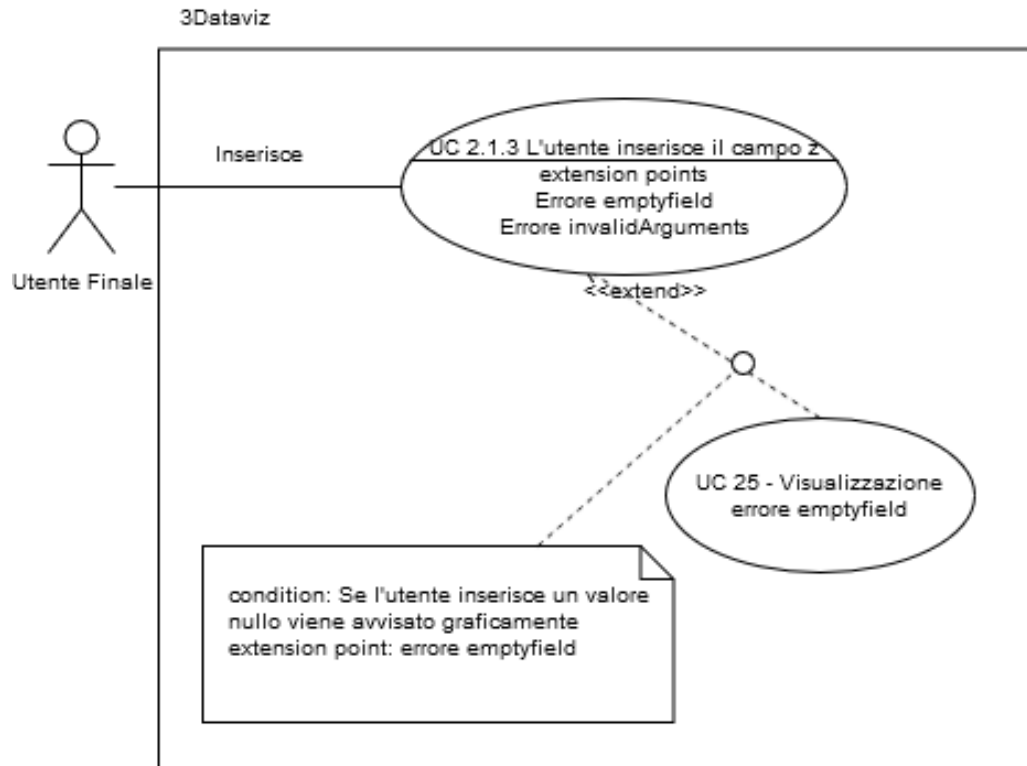 3Dataviz
Inserisce
UC 2.1.3 L'utente inserisce il campo z
extension points
Errore emptyfield
Errore invalidArguments
Utente Finale
<<extend>>
UC 25 - Visualizzazione
errore emptyfield
condition: Se l'utente inserisce un valore
nullo viene avvisato graficamente
extension point: errore emptyfield